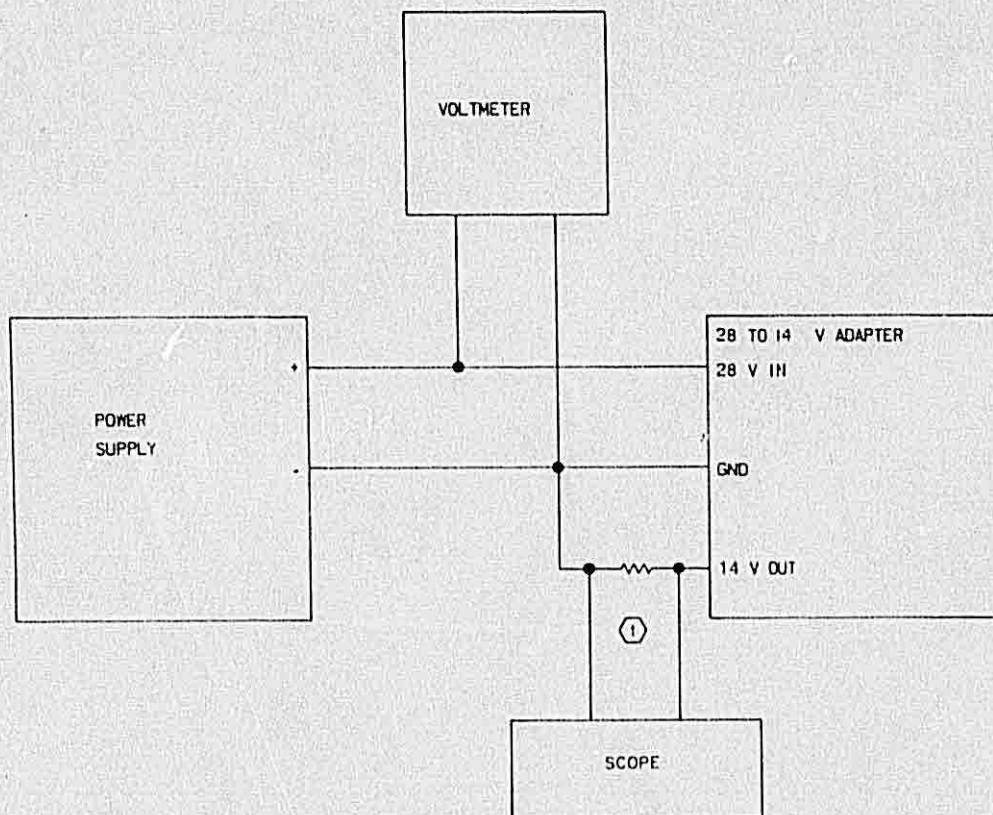 VOLTMETER
28 TO 14 V ADAPTER
+
28 V IN
POWER
SUPPLY
-
GND
14 V OUT
1
SCOPE